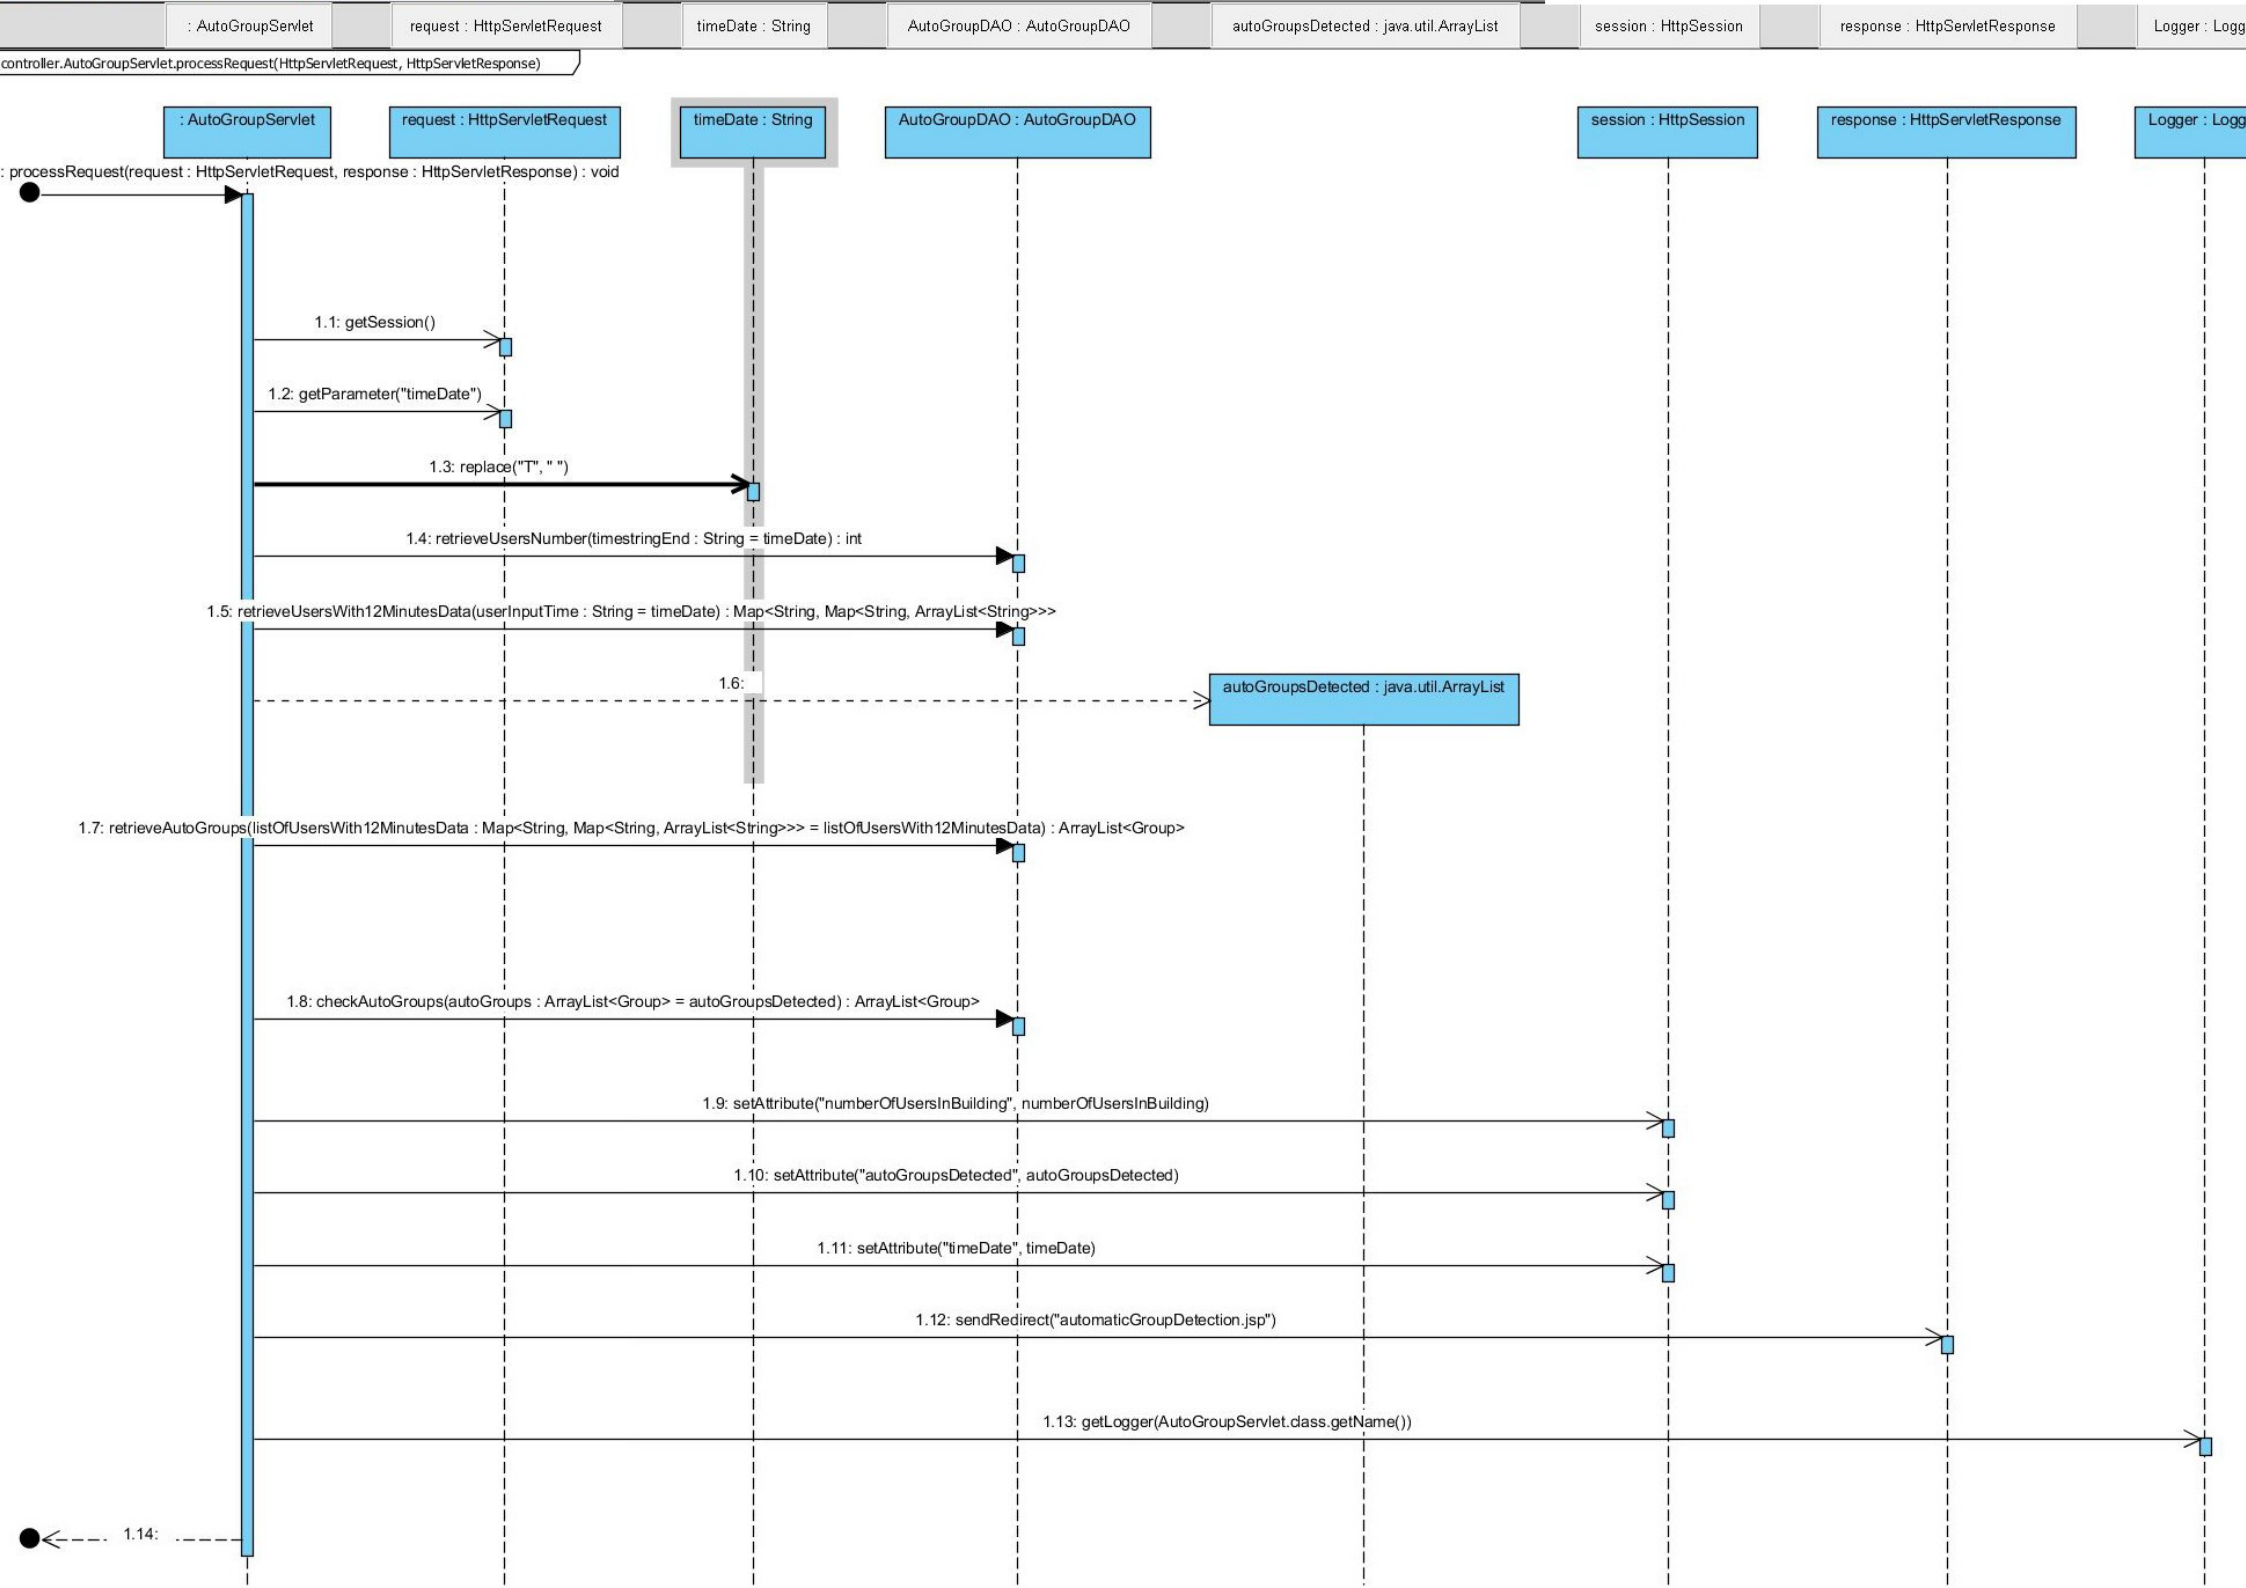 : AutoGroupServlet
request : HttpServletRequest
timeDate : String
AutoGroupDAO : AutoGroupDAO
autoGroupsDetected : java.util.ArrayList
session : HttpSession
response : HttpServletResponse
Logger : Logg
controller.AutoGroupServlet.processRequest(HttpServletRequest, HttpServletResponse)
: AutoGroupServlet
request : HttpServletRequest
timeDate : String
AutoGroupDAO : AutoGroupDAO
session : HttpSession
response : HttpServletResponse
Logger : Logg
: processRequest(request : HttpServletRequest, response : HttpServletResponse) : void
1.1: getSession()
1.2: getParameter("timeDate")
1.3: replace("T", " ")
1.4: retrieveUsersNumber(timestringEnd : String = timeDate) : int
1.5: retrieveUsersWith12MinutesData(userInputTime : String = timeDate) : Map<String, Map<String, ArrayList<String>>>
1.6:
autoGroupsDetected : java.util.ArrayList
1.7: retrieveAutoGroups(listOfUsersWith12MinutesData : Map<String, Map<String, ArrayList<String>>> = listOfUsersWith12MinutesData) : ArrayList<Group>
1.8: checkAutoGroups(autoGroups : ArrayList<Group> = autoGroupsDetected) : ArrayList<Group>
1.9: setAttribute("numberOfUsersInBuilding", numberOfUsersInBuilding)
1.10: setAttribute("autoGroupsDetected", autoGroupsDetected)
1.11: setAttribute("timeDate", timeDate)
1.12: sendRedirect("automaticGroupDetection.jsp")
1.13: getLogger(AutoGroupServlet.class.getName())
1.14: